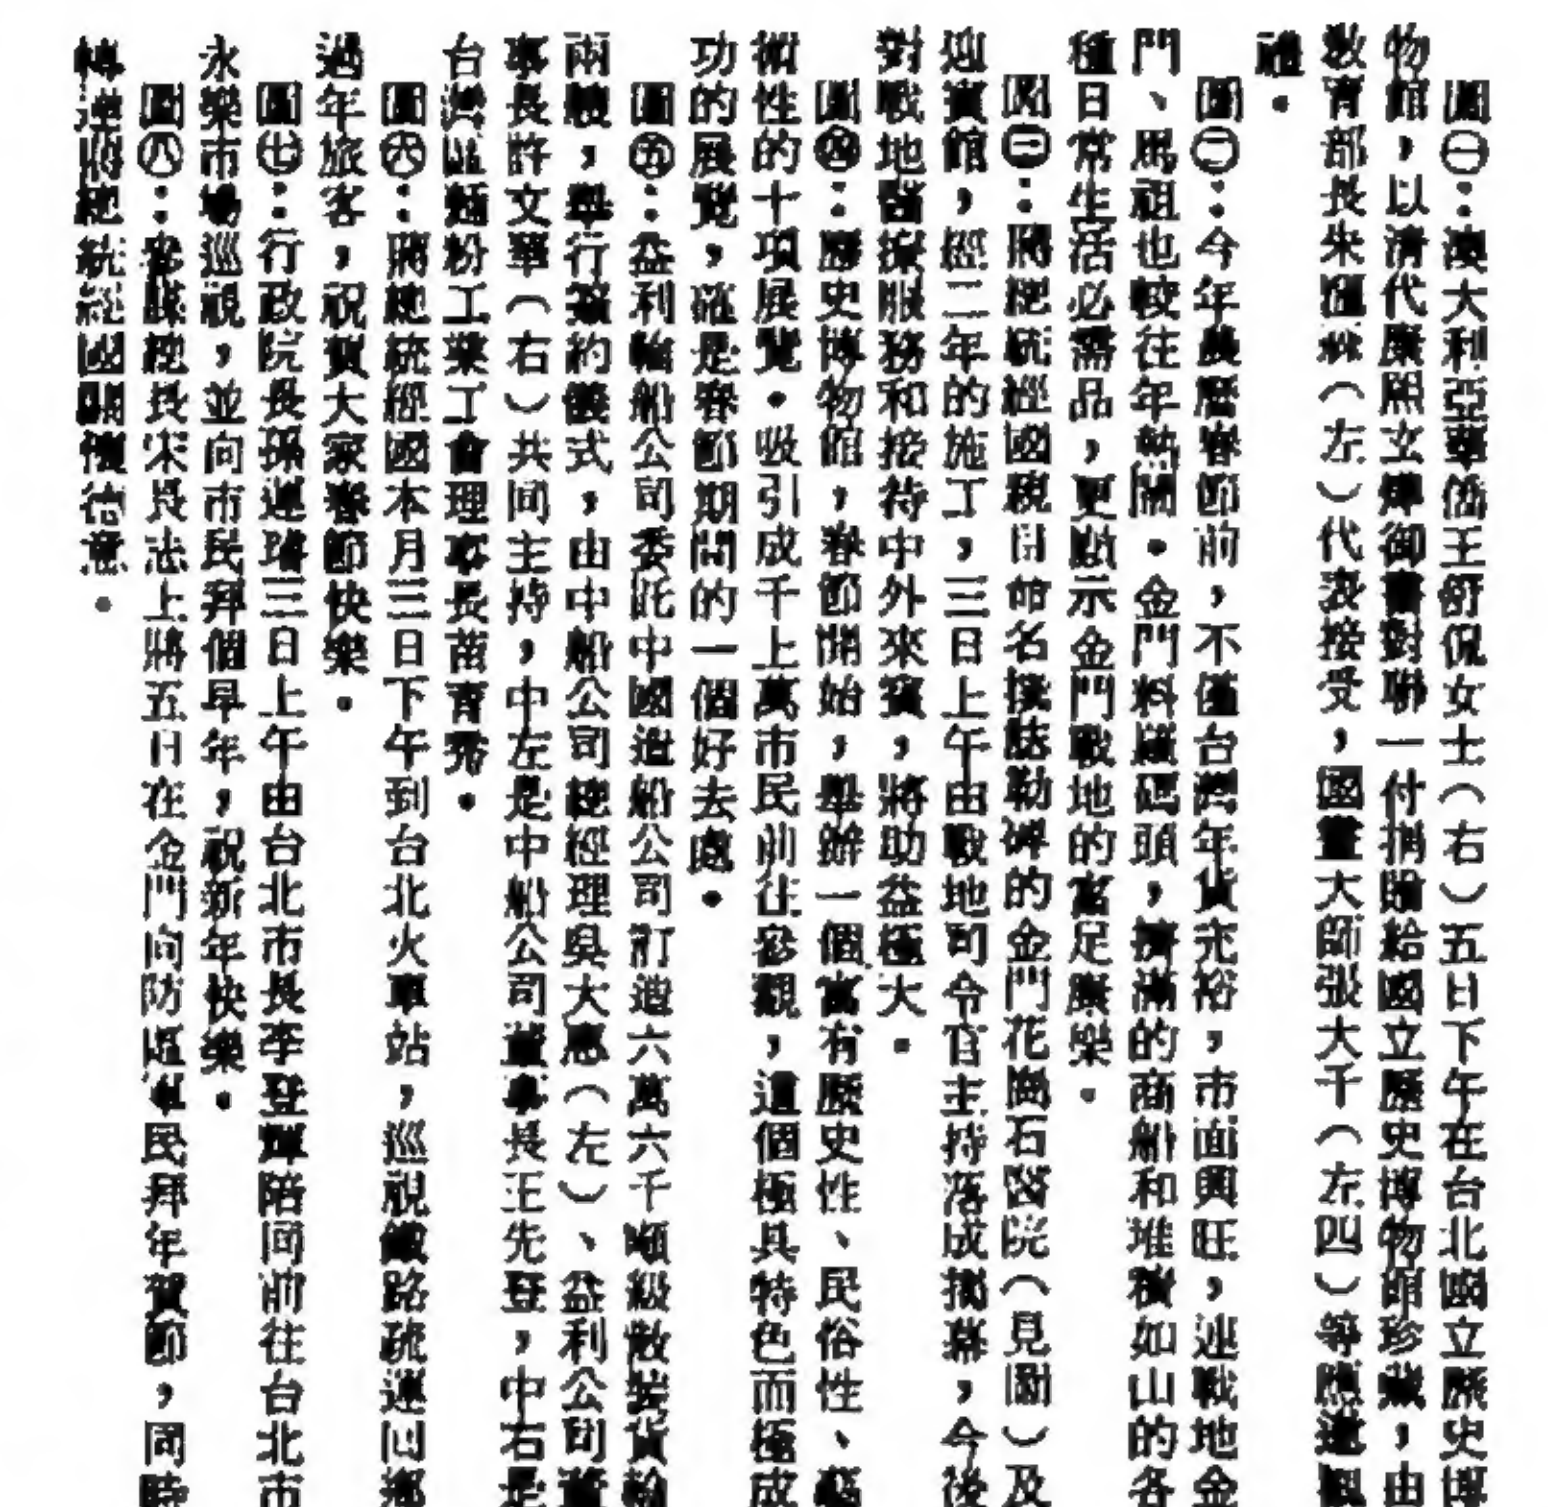 圖㊀：澳大利亞華僑王舒侃女士（右）五日下午在台北國立歷史博
物館，以清代康熙文煒御書對聯一付捐贈給國立歷史博物館珍藏，由
教育部長朱匯森（左）代表接受，國畫大師張大千（左四）等應邀觀
禮。
圖㊁：今年農曆春節前，不僅台灣年貨充裕，市面興旺，連戰地金
門、馬祖也較往年熱鬧。金門料羅碼頭，擠滿的商船和堆積如山的各
種日常生活必需品，更顯示金門戰地的富足康樂。
圖㊂：將總統經國親自命名撰誌勒碑的金門花崗石醫院（見圖）及
迎賓館，經二年的施工，三日上午由戰地司令官主持落成揭幕，今後
對戰地醫療服務和接待中外來賓，將助益極大。
圖㊃：歷史博物館，春節開始，舉辦一個富有歷史性、民俗性、藝
術性的十項展覽。吸引成千上萬市民前往參觀，這個極具特色而極成
功的展覽，確是春節期間的一個好去處。
圖㊄：益利輪船公司委託中國造船公司訂造六萬六千噸級散裝貨輪
兩艘，舉行簽約儀式，由中船公司總經理吳大惠（左）、益利公司董
事長許文華（右）共同主持，中左是中船公司董事長王先登，中右是
台灣區麵粉工業工會理事長苗育秀。
圖㊅：蔣總統經國本月三日下午到台北火車站，巡視鐵路疏運回鄉
過年旅客，祝賀大家春節快樂。
圖㊆：行政院長孫運璿三日上午由台北市長李登輝陪同前往台北市
永樂市場巡視，並向市民拜個早年，祝新年快樂。
圖㊇：參謀總長宋長志上將五日在金門向防區軍民拜年賀節，同時
轉達蔣總統經國關懷德意。